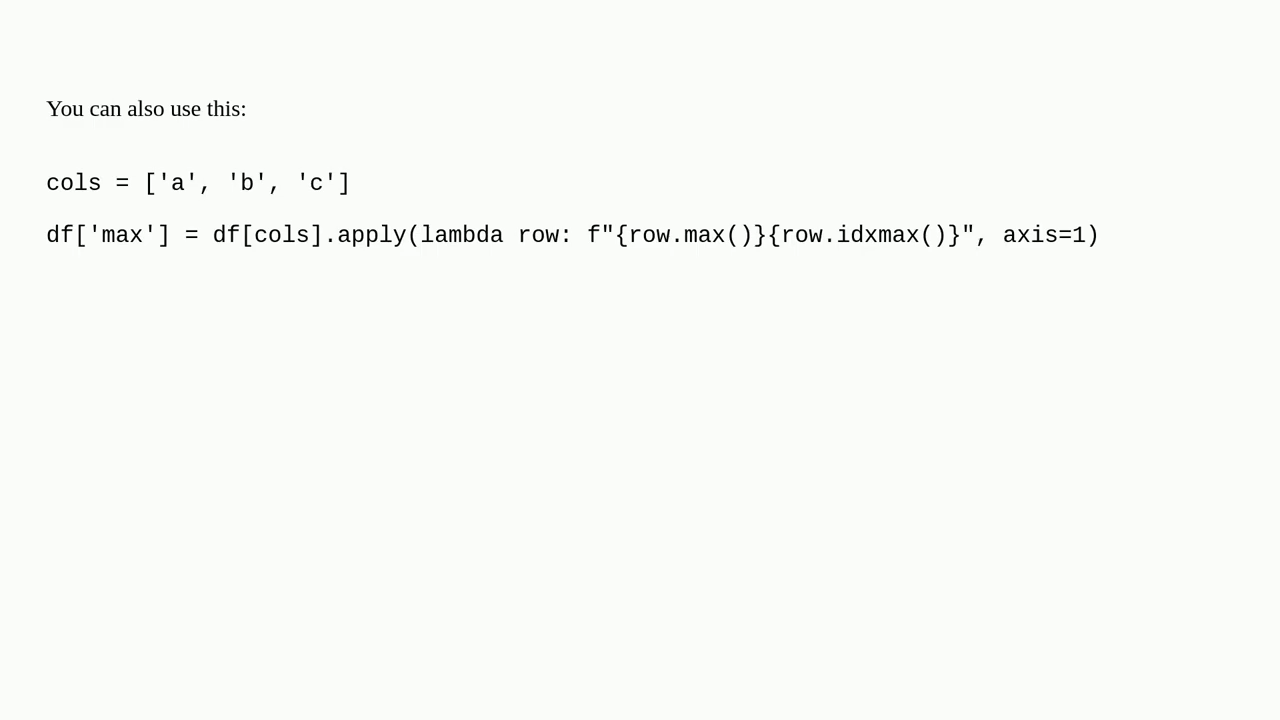 You can also use this:
cols = ['a', 'b', 'c']
df['max'] = df[cols].apply(lambda row: f"{row.max()}{row.idxmax()}", axis=1)